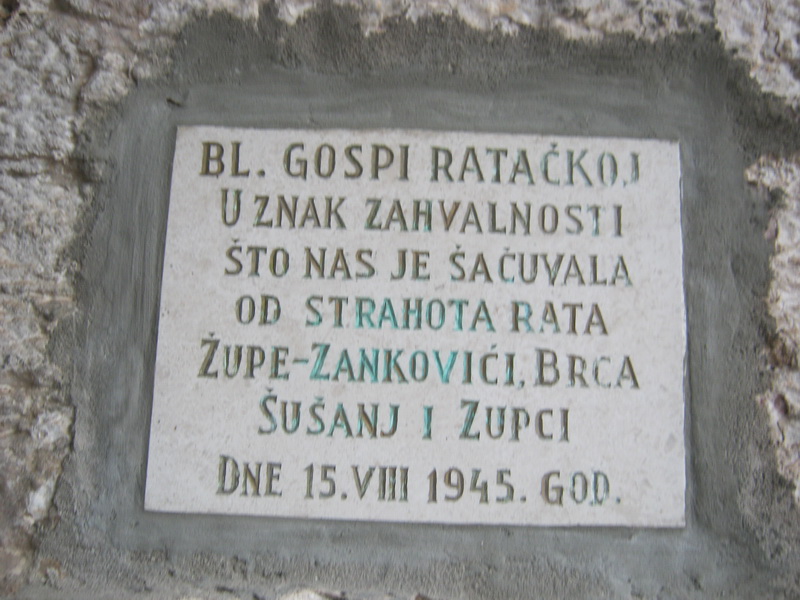 BL. GOSPI RATAČKOJ
U ZNAK ZAHVALNOSTI
ŠTO NAS JE ŠAČUVALA
OD STRAHOTA RATA
ŽUPE-ZANKOVIĆI, BRCA
ŠUŠANJ I ZUPCI
DNE 15. VIII 1945. GOD.